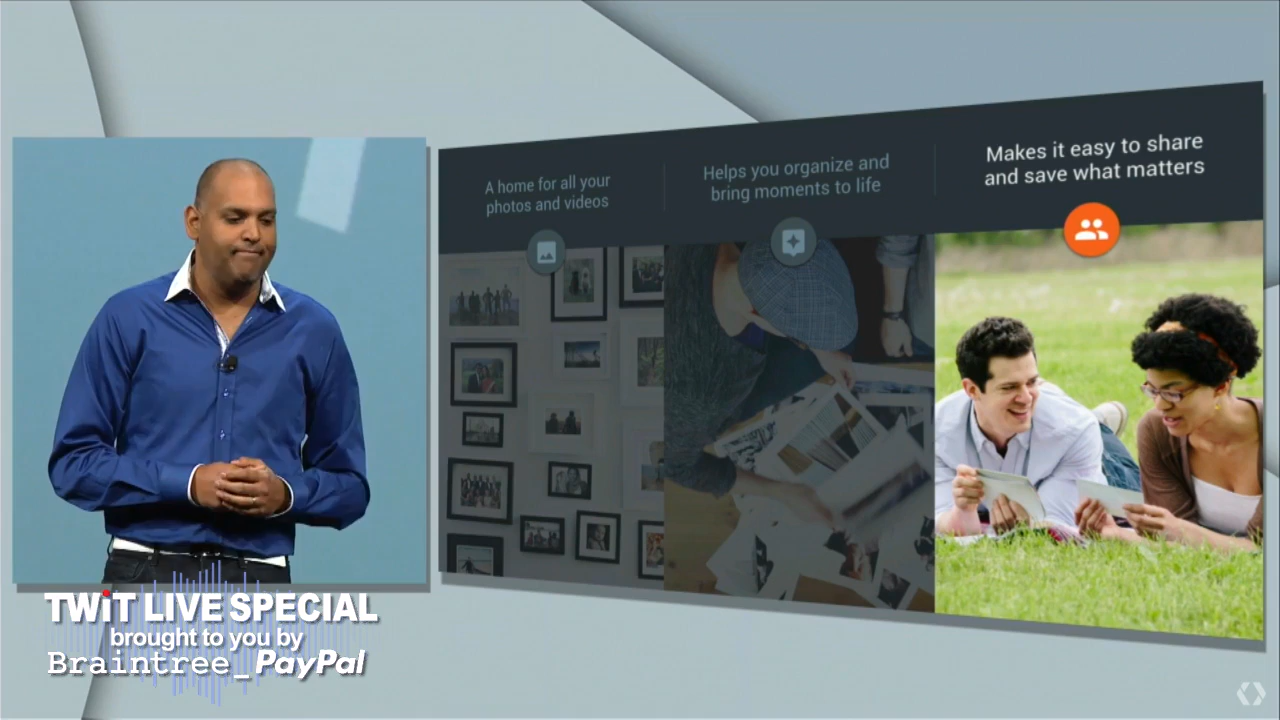 A home for all your
photos and videos
Helps you organize and
bring moments to life
Makes it easy to share
and save what matters
TWiT LIVE SPECIAL
brought to you by
Braintree_PayPal